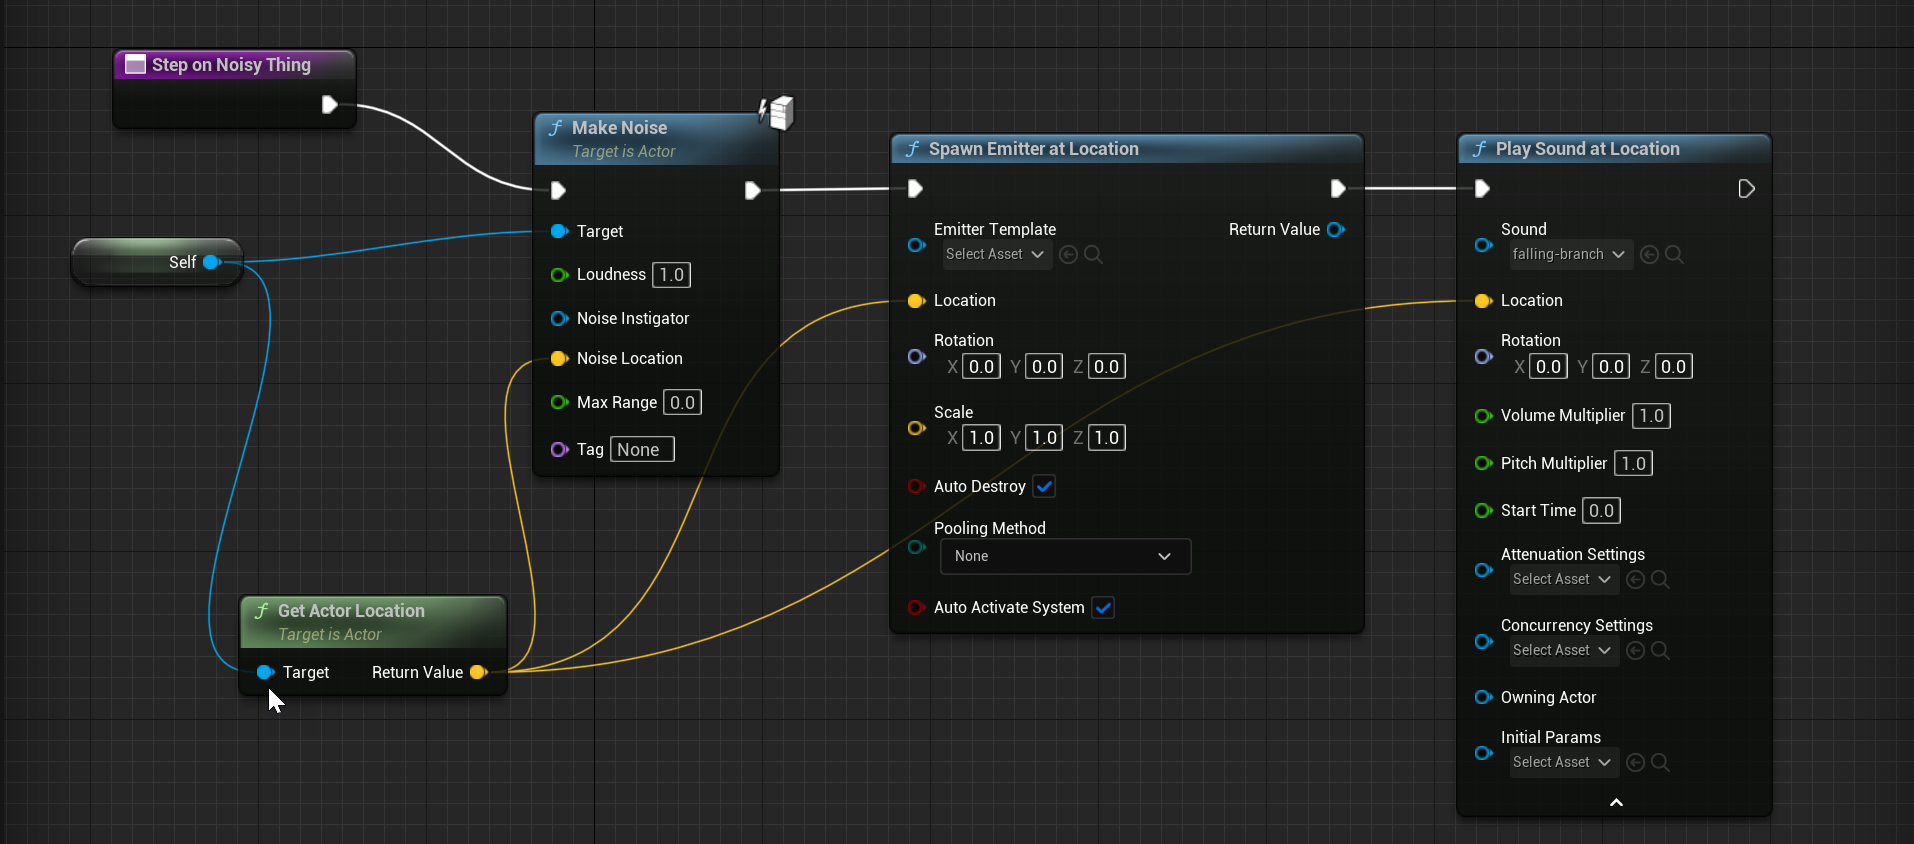 Step on Noisy Thing
Self
Make Noise
Target is Actor
Target
Loudness 1.0
Noise Instigator
Noise Location
Max Range 0.0
Tag None
Get Actor Location
Target is Actor
Target Return Value
Spawn Emitter at Location
Emitter Template Return Value
Select Asset
Location
Rotation
X 0.0 Y 0.0 Z 0.0
Scale
X 1.0 Y 1.0 Z 1.0
Auto Destroy
Pooling Method
None
Auto Activate System
Play Sound at Location
Sound
falling-branch
Location
Rotation
X 0.0 Y 0.0 Z 0.0
Volume Multiplier 1.0
Pitch Multiplier 1.0
Start Time 0.0
Attenuation Settings
Select Asset
Concurrency Settings
Select Asset
Owning Actor
Initial Params
Select Asset